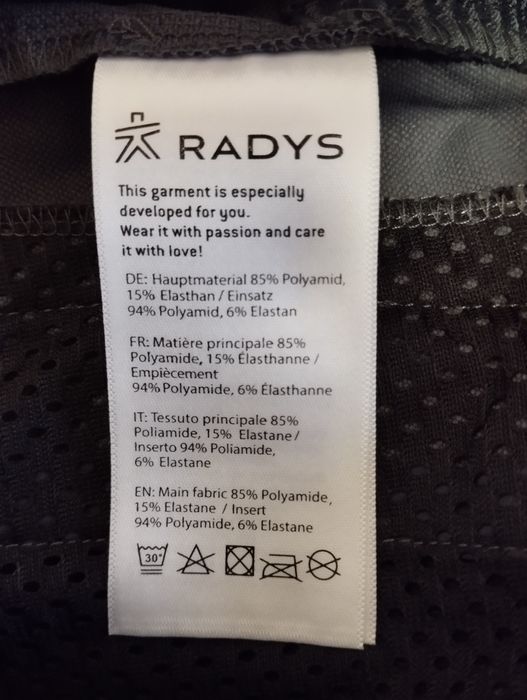 RADYS
This garment is especially
developed for you.
Wear it with passion and care
it with love!
DE: Hauptmaterial 85% Polyamid,
15% Elasthan / Einsatz
94% Polyamid, 6% Elastan
FR: Matière principale 85%
Polyamide, 15% Élasthanne /
Empiècement
94% Polyamide, 6% Élasthanne
IT: Tessuto principale 85%
Poliamide, 15% Elastane /
Inserto 94% Poliamide,
6% Elastane
EN: Main fabric 85% Polyamide,
15% Elastane / Insert
94% Polyamide, 6% Elastane
30°